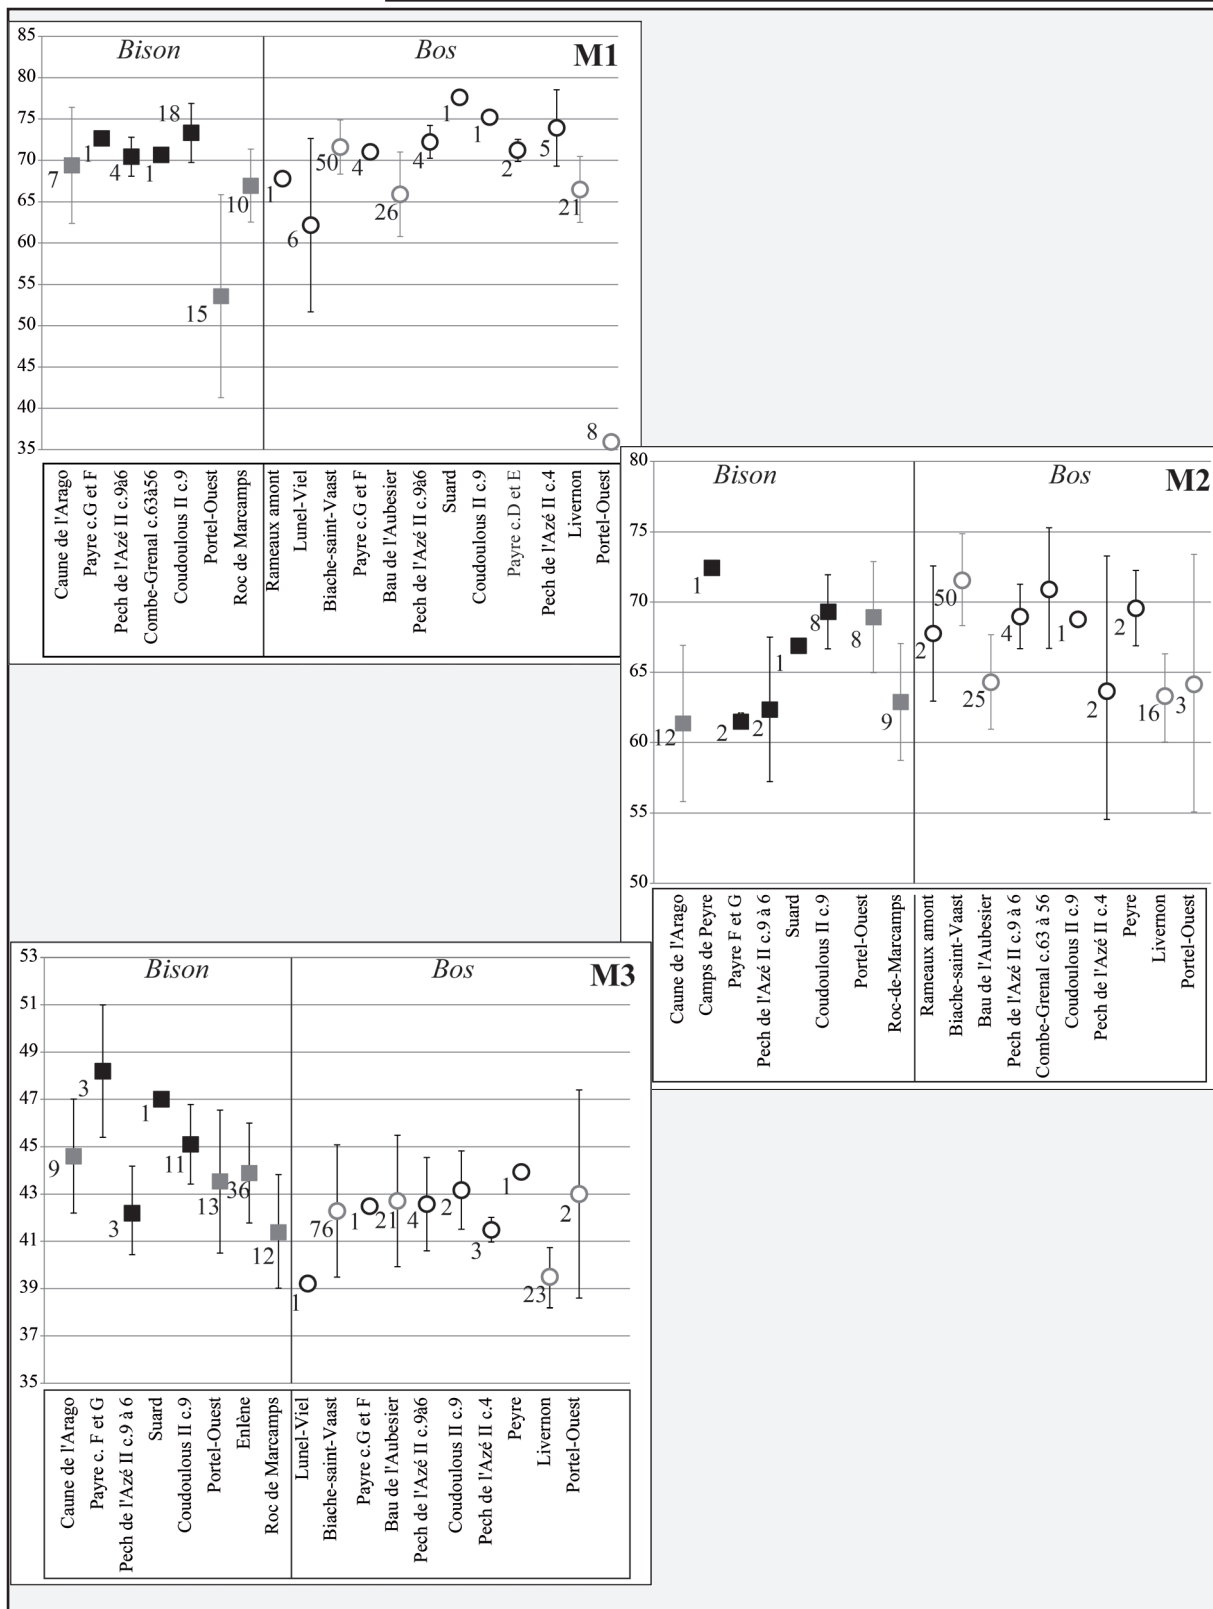 Bison Bos M1
85
80
75
70
65
60
55
50
45
40
35
7
1
4
1
18
15
10
1
6
50
4
26
4
1
1
2
5
21
8
Caune de l'Arago
Payre c.G et F
Pech de l'Azé II c.9à6
Combe-Grenal c.63à56
Coudoulous II c.9
Portel-Ouest
Roc de Marcamps
Rameaux amont
Lunel-Viel
Biache-saint-Vaast
Payre c.G et F
Bau de l'Aubesier
Pech de l'Azé II c.9à6
Suard
Coudoulous II c.9
Payre c.D et E
Pech de l'Azé II c.4
Livernon
Portel-Ouest
Bison Bos M2
80
75
70
65
60
55
50
12
1
2
2
1
8
8
9
2
50
25
4
1
2
2
16
3
Caune de l'Arago
Camps de Peyre
Payre F et G
Pech de l'Azé II c.9 à 6
Suard
Coudoulous II c.9
Portel-Ouest
Roc-de-Marcamps
Rameaux amont
Biache-saint-Vaast
Bau de l'Aubesier
Pech de l'Azé II c.9 à 6
Combe-Grenal c.63 à 56
Coudoulous II c.9
Pech de l'Azé II c.4
Peyre
Livernon
Portel-Ouest
Bison Bos M3
53
51
49
47
45
43
41
39
37
35
9
3
3
1
11
13
36
12
1
76
1
21
4
2
3
1
23
2
Caune de l'Arago
Payre c. F et G
Pech de l'Azé II c.9 à 6
Suard
Coudoulous II c.9
Portel-Ouest
Enlène
Roc de Marcamps
Lunel-Viel
Biache-saint-Vaast
Payre c.G et F
Bau de l'Aubesier
Pech de l'Azé II c.9à6
Coudoulous II c.9
Pech de l'Azé II c.4
Peyre
Livernon
Portel-Ouest